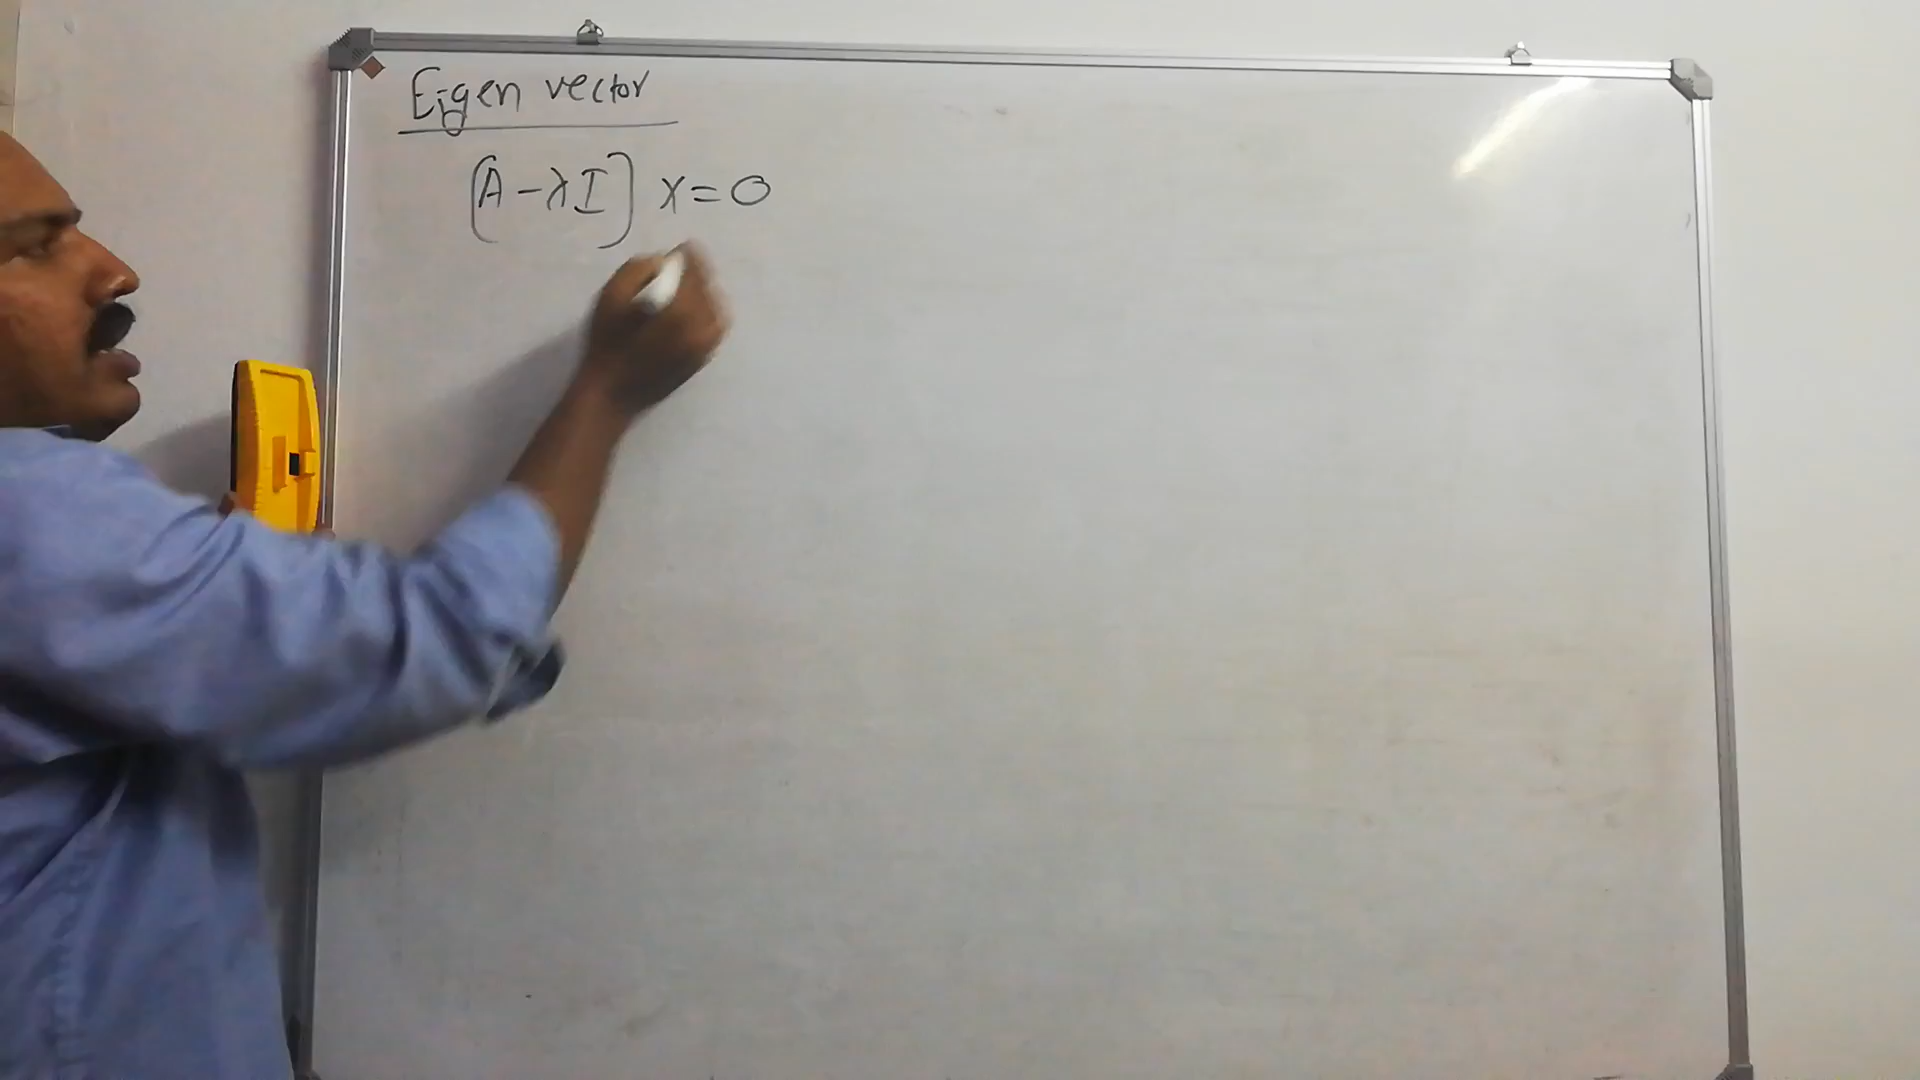 Eigen vector
[A - λI] x = 0